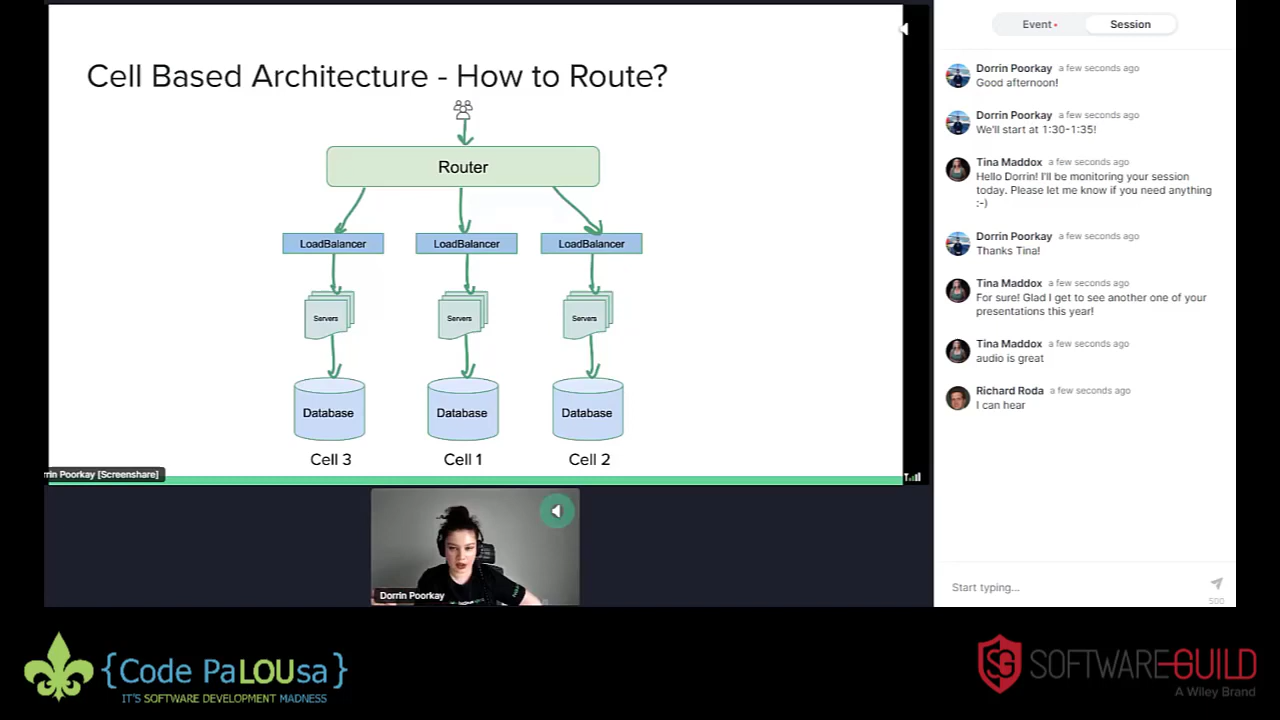 Cell Based Architecture - How to Route?
Router
LoadBalancer
LoadBalancer
LoadBalancer
Servers
Servers
Servers
Database
Database
Database
Cell 3
Cell 1
Cell 2
rrin Poorkay [Screenshare]
Dorrin Poorkay
Event
Session
Dorrin Poorkay a few seconds ago
Good afternoon!
Dorrin Poorkay a few seconds ago
We'll start at 1:30-1:35!
Tina Maddox a few seconds ago
Hello Dorrin! I'll be monitoring your session
today. Please let me know if you need anything
:-)
Dorrin Poorkay a few seconds ago
Thanks Tina!
Tina Maddox a few seconds ago
For sure! Glad I get to see another one of your
presentations this year!
Tina Maddox a few seconds ago
audio is great
Richard Roda a few seconds ago
I can hear
Start typing...
500
{Code PaLOUsa}
IT'S SOFTWARE DEVELOPMENT MADNESS
SG
SOFTWARE GUILD
A Wiley Brand